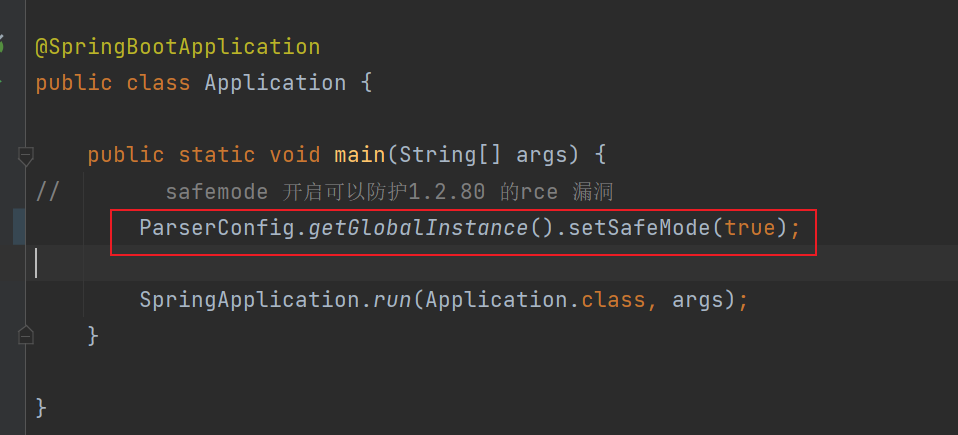 @SpringBootApplication
public class Application {
public static void main(String[] args) {
// safemode 开启可以防护1.2.80 的rce 漏洞
ParserConfig.getGlobalInstance().setSafeMode(true);
SpringApplication.run(Application.class, args);
}
}